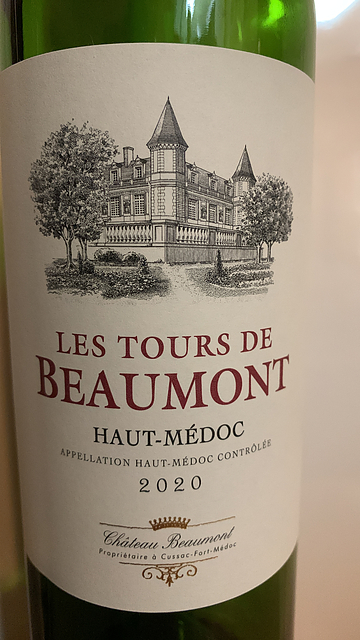 LES TOURS DE
BEAUMONT
HAUT-MÉDOC
APPELLATION HAUT-MÉDOC CONTRÔLÉE
2020
Château Beaumont
Propriétaire à Cussac-Fort-Médoc